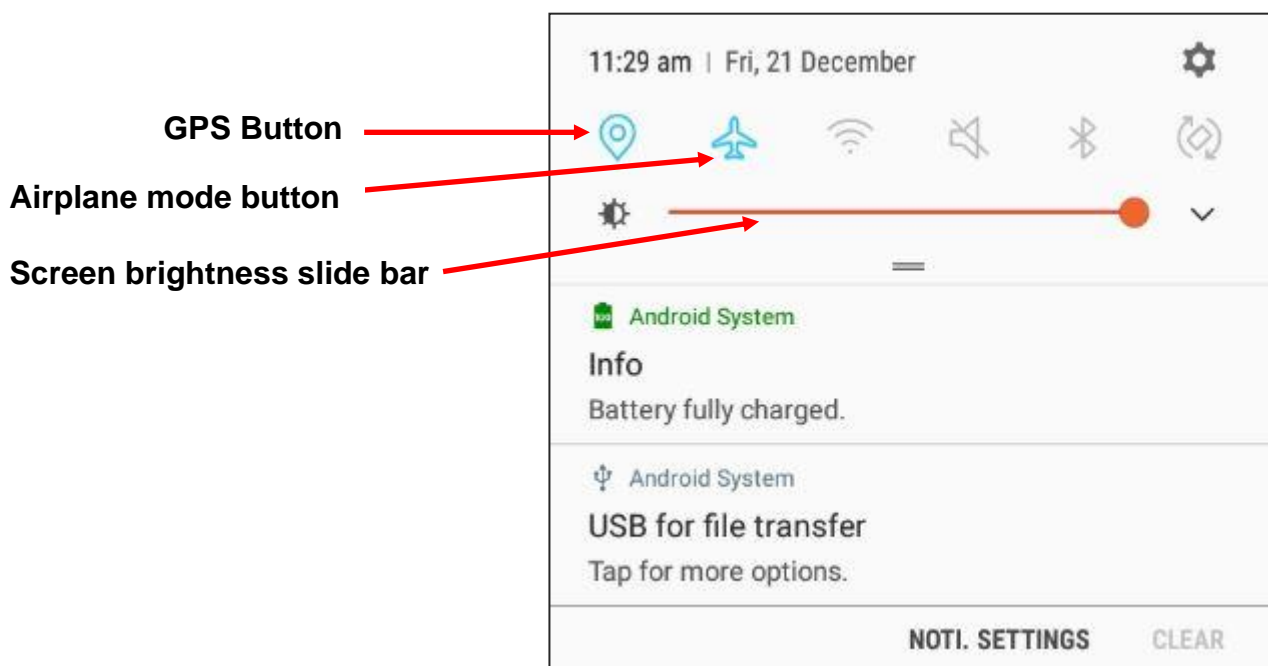 11:29 am | Fri, 21 December
GPS Button
Airplane mode button
Screen brightness slide bar
Android System
Info
Battery fully charged.
Android System
USB for file transfer
Tap for more options.
NOTI. SETTINGS CLEAR